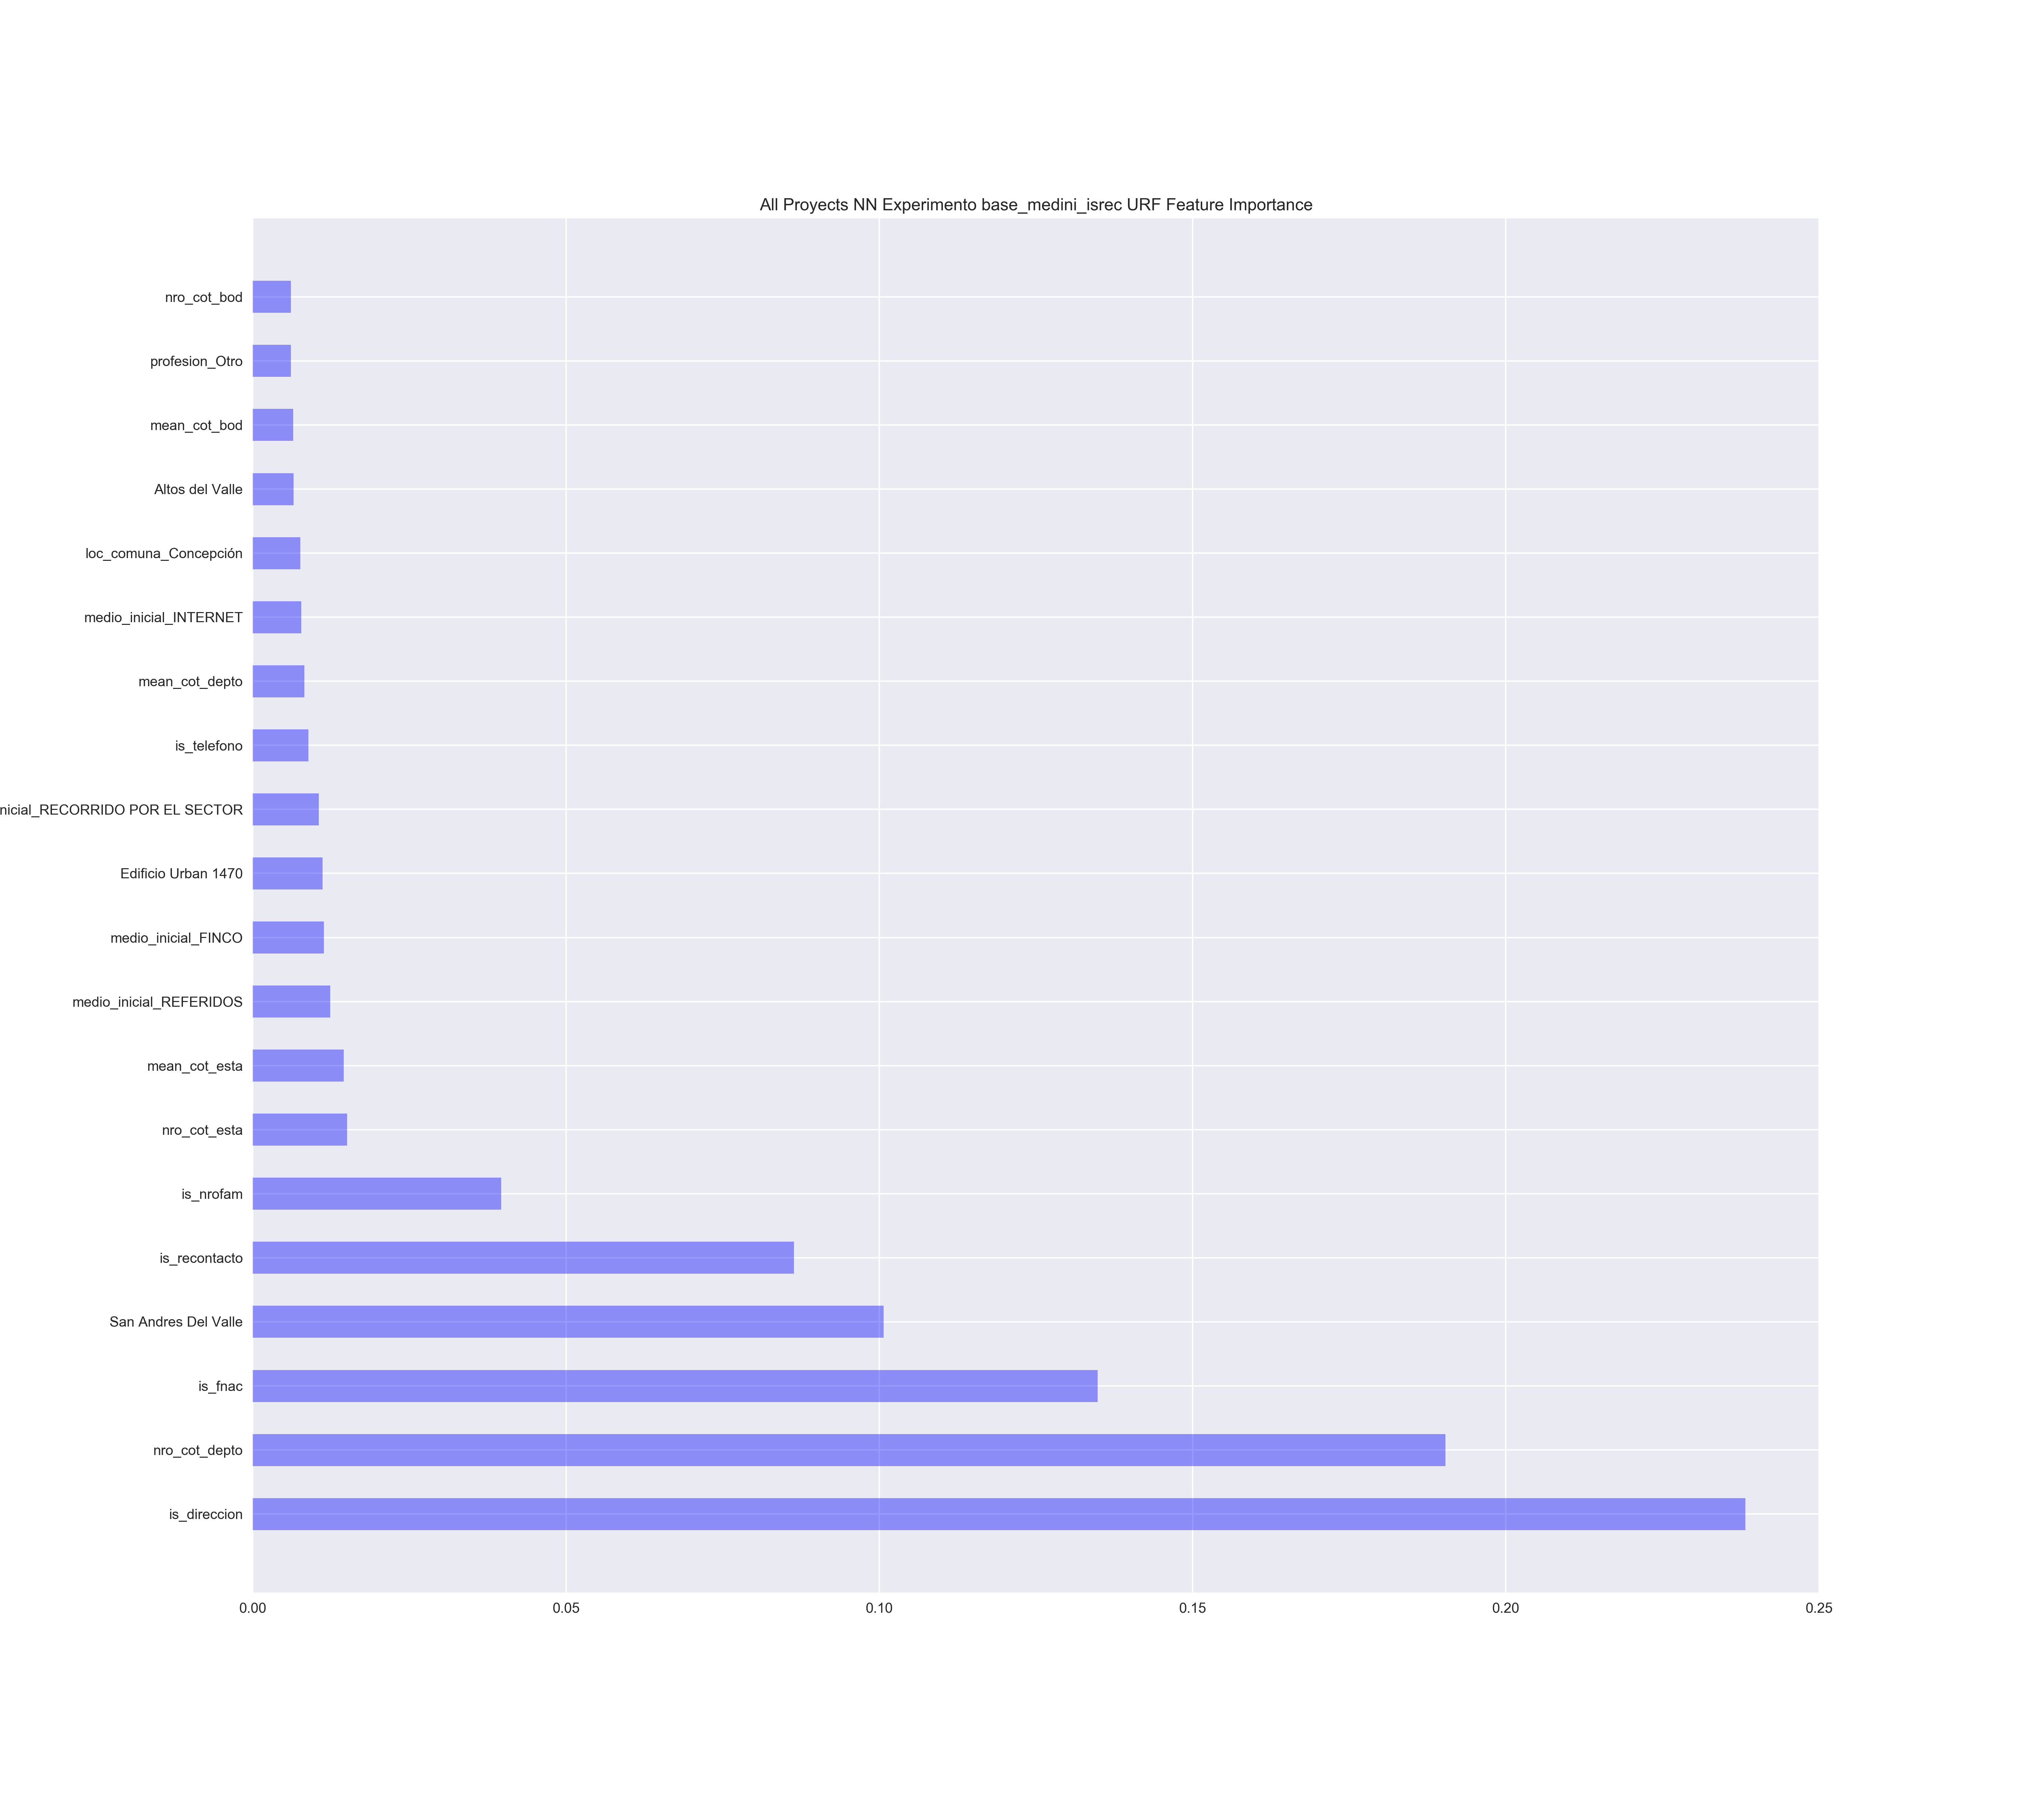 All Proyects NN Experimento base_medini_isrec URF Feature Importance
nro_cot_bod
profesion_Otro
mean_cot_bod
Altos del Valle
loc_comuna_Concepción
medio_inicial_INTERNET
mean_cot_depto
is_telefono
nicial_RECORRIDO POR EL SECTOR
Edificio Urban 1470
medio_inicial_FINCO
medio_inicial_REFERIDOS
mean_cot_esta
nro_cot_esta
is_nrofam
is_recontacto
San Andres Del Valle
is_fnac
nro_cot_depto
is_direccion
0.00 0.05 0.10 0.15 0.20 0.25